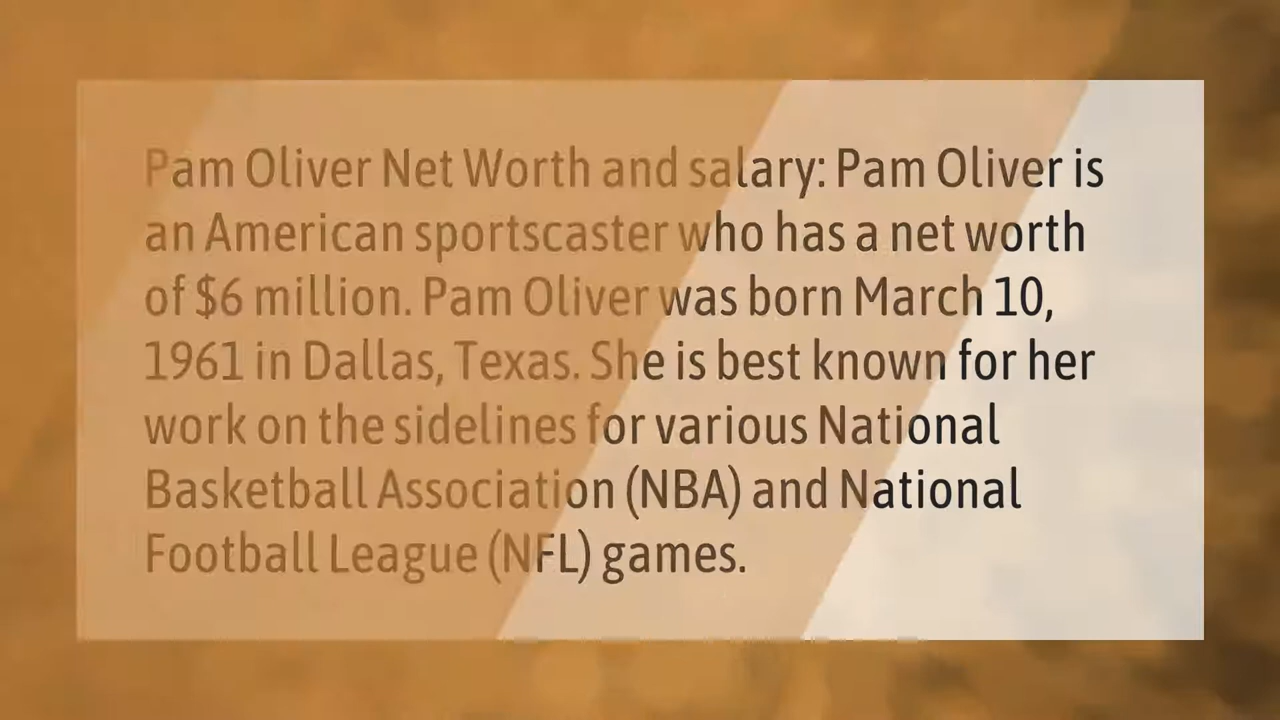 Pam Oliver Net Worth and salary: Pam Oliver is
an American sportscaster who has a net worth
of $6 million. Pam Oliver was born March 10,
1961 in Dallas, Texas. She is best known for her
work on the sidelines for various National
Basketball Association (NBA) and National
Football League (NFL) games.